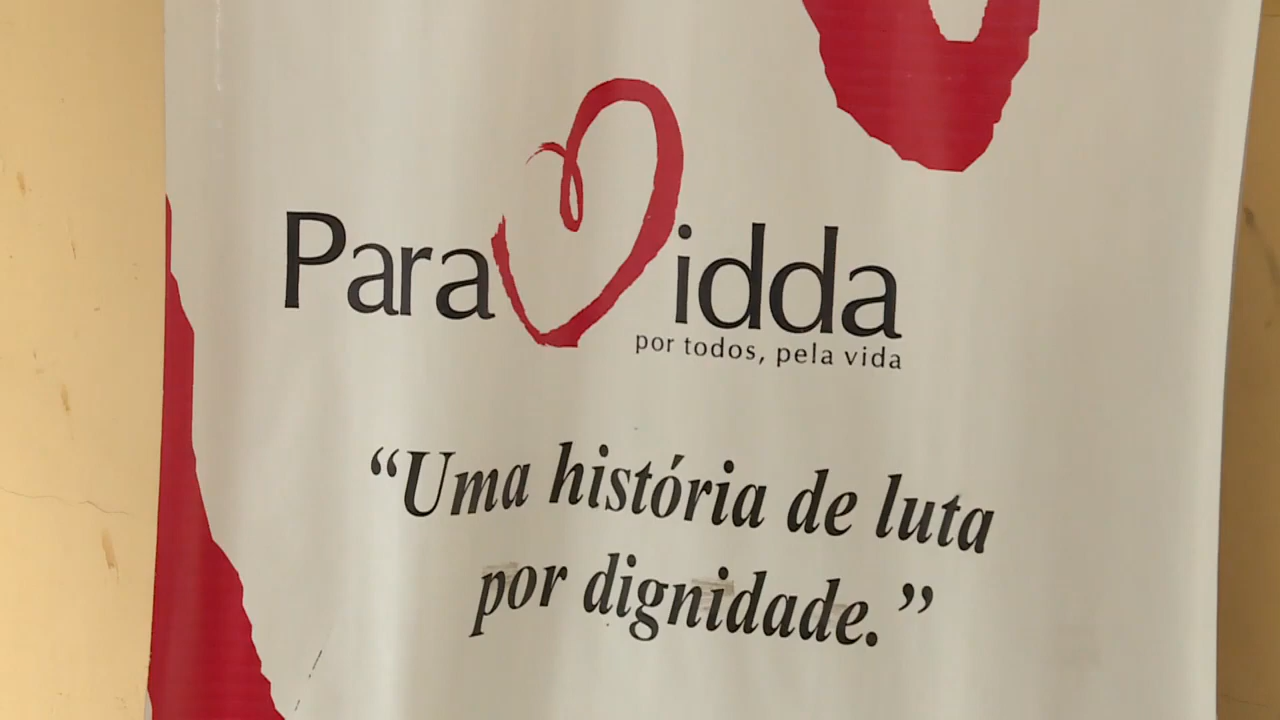 ParaVidda
por todos, pela vida
“Uma história de luta
por dignidade.”